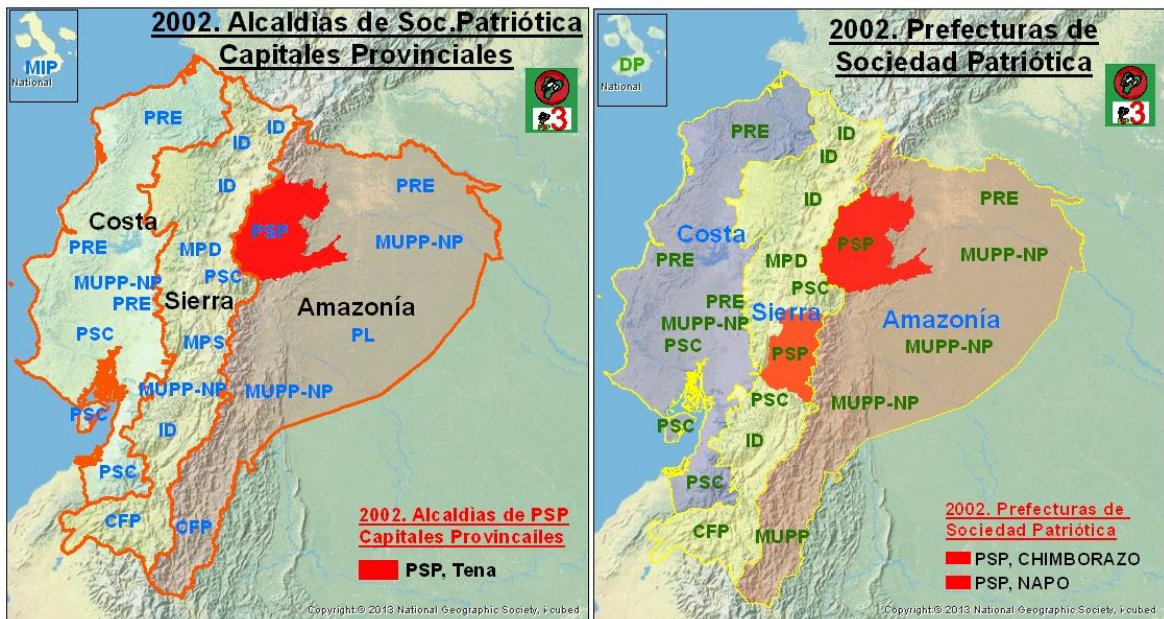 2002. Alcaldìas de Soc.Patriótica
Capitales Provinciales
MIP
National
PRE
ID
ID
ID
PRE
Costa
PSP
PRE
MPD
MUPP-NP
MUPP-NP
PSC
PRE
Sierra
Amazonía
PSC
MPS
PL
MUPP-NP
MUPP-NP
PSC
ID
PSC
CFP
CFP
2002. Alcaldìas de PSP
Capitales Provincailes
PSP, Tena
Copyright:© 2013 National Geographic Society, i-cubed
3
2002. Prefecturas de
Sociedad Patriótica
DP
National
3
PRE
ID
ID
ID
PRE
Costa
PSP
MUPP-NP
PRE
MPD
PSC
PRE
Sierra
Amazonía
MUPP-NP
PSC
PSP
MUPP-NP
PSC
MUPP-NP
PSC
ID
PSC
CFP
MUPP
2002. Prefecturas de
Sociedad Patriótica
PSP, CHIMBORAZO
PSP, NAPO
Copyright:© 2013 National Geographic Society, i-cubed